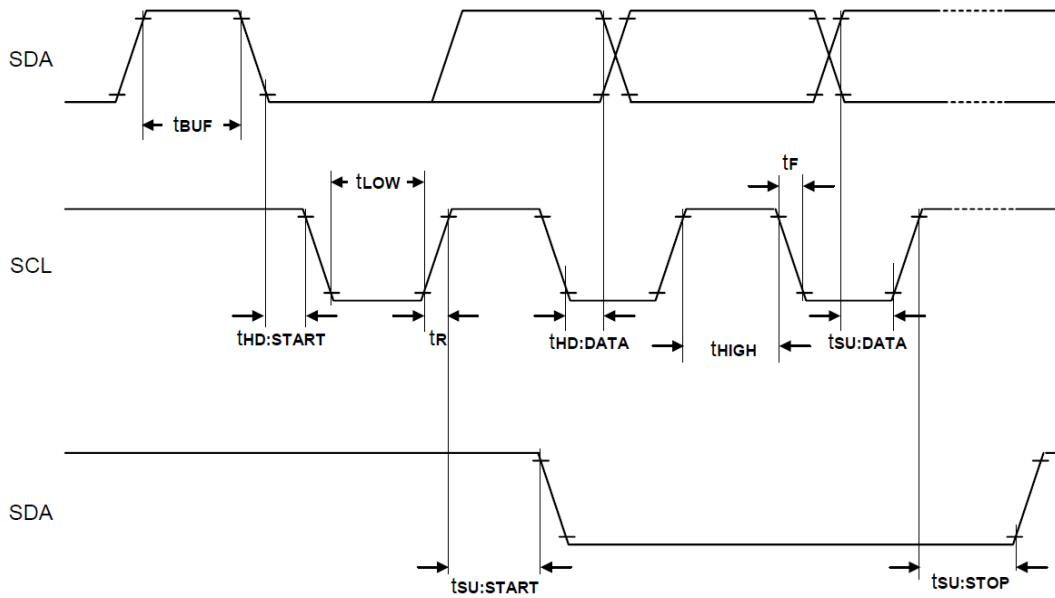 SDA
tBUF
tLOW
tF
SCL
tHD:START
tR
tHD:DATA
tHIGH
tSU:DATA
SDA
tSU:START
tSU:STOP